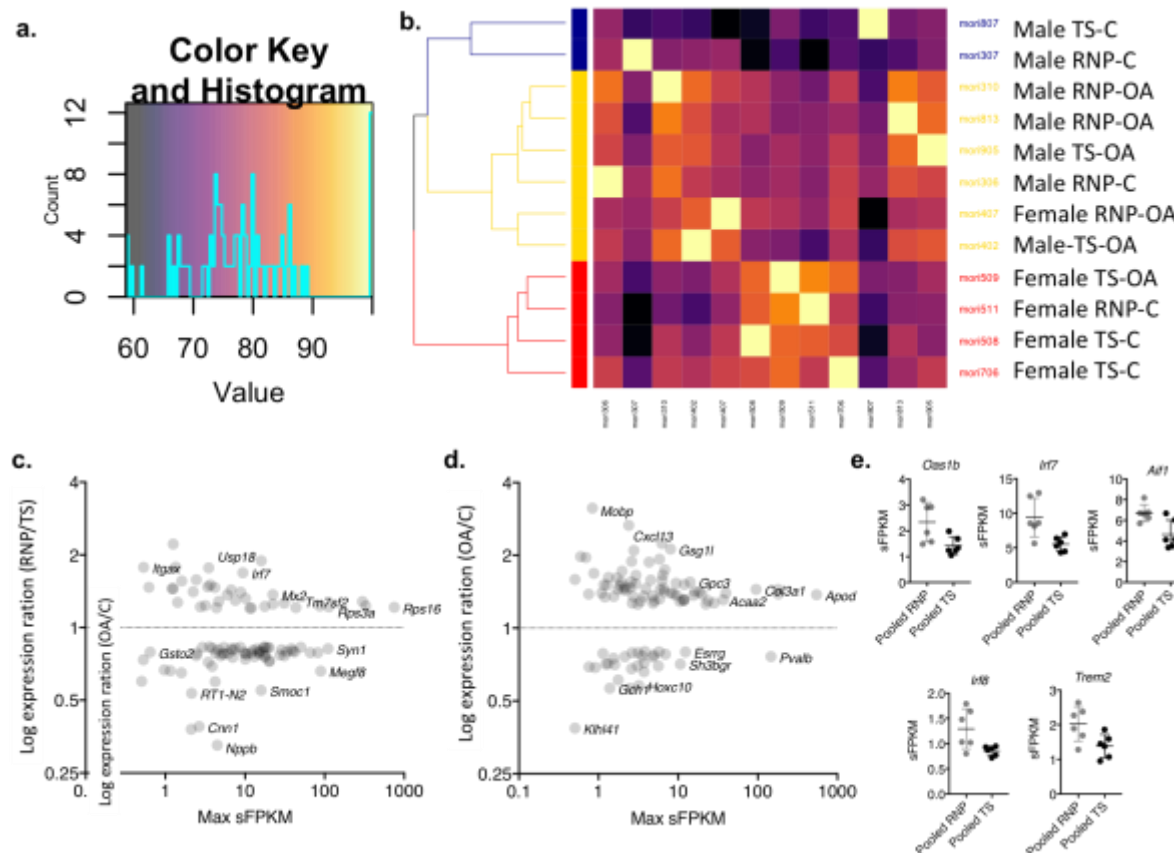 a.
Color Key
and Histogram
Count
0
4
8
12
60
70
80
90
Value
b.
mori807 Male TS-C
mori307 Male RNP-C
mori310 Male RNP-OA
mori813 Male RNP-OA
mori905 Male TS-OA
mori306 Male RNP-C
mori407 Female RNP-OA
mori402 Male-TS-OA
mori509 Female TS-OA
mori511 Female RNP-C
mori508 Female TS-C
mori706 Female TS-C
c.
Log expression ration (RNP/TS)
Log expression ration (OA/C)
4
2
1
0.5
0.25
Usp18
Itgax
Irf7
Mx2
Tm7sf2
Rps3a
Rps16
Gsto2
Syn1
Megf8
RT1-N2
Smoc1
Cnn1
Nppb
0.
1
10
100
1000
Max sFPKM
d.
Log expression ration (OA/C)
4
2
1
0.5
0.25
Mobp
Cxcl13
Gsg1l
Gpc3
Col3a1
Acaa2
Apod
Esrrg
Sh3bgr
Pvalb
Gch1
Hoxc10
Klhl41
0.1
1
10
100
1000
Max sFPKM
e.
Oas1b
sFPKM
4
3
2
1
0
Pooled RNP
Pooled TS
Irf7
sFPKM
15
10
5
0
Pooled RNP
Pooled TS
Aif1
sFPKM
10
8
6
4
2
0
Pooled RNP
Pooled TS
Irf8
sFPKM
2.0
1.5
1.0
0.5
0.0
Pooled RNP
Pooled TS
Trem2
sFPKM
3
2
1
0
Pooled RNP
Pooled TS